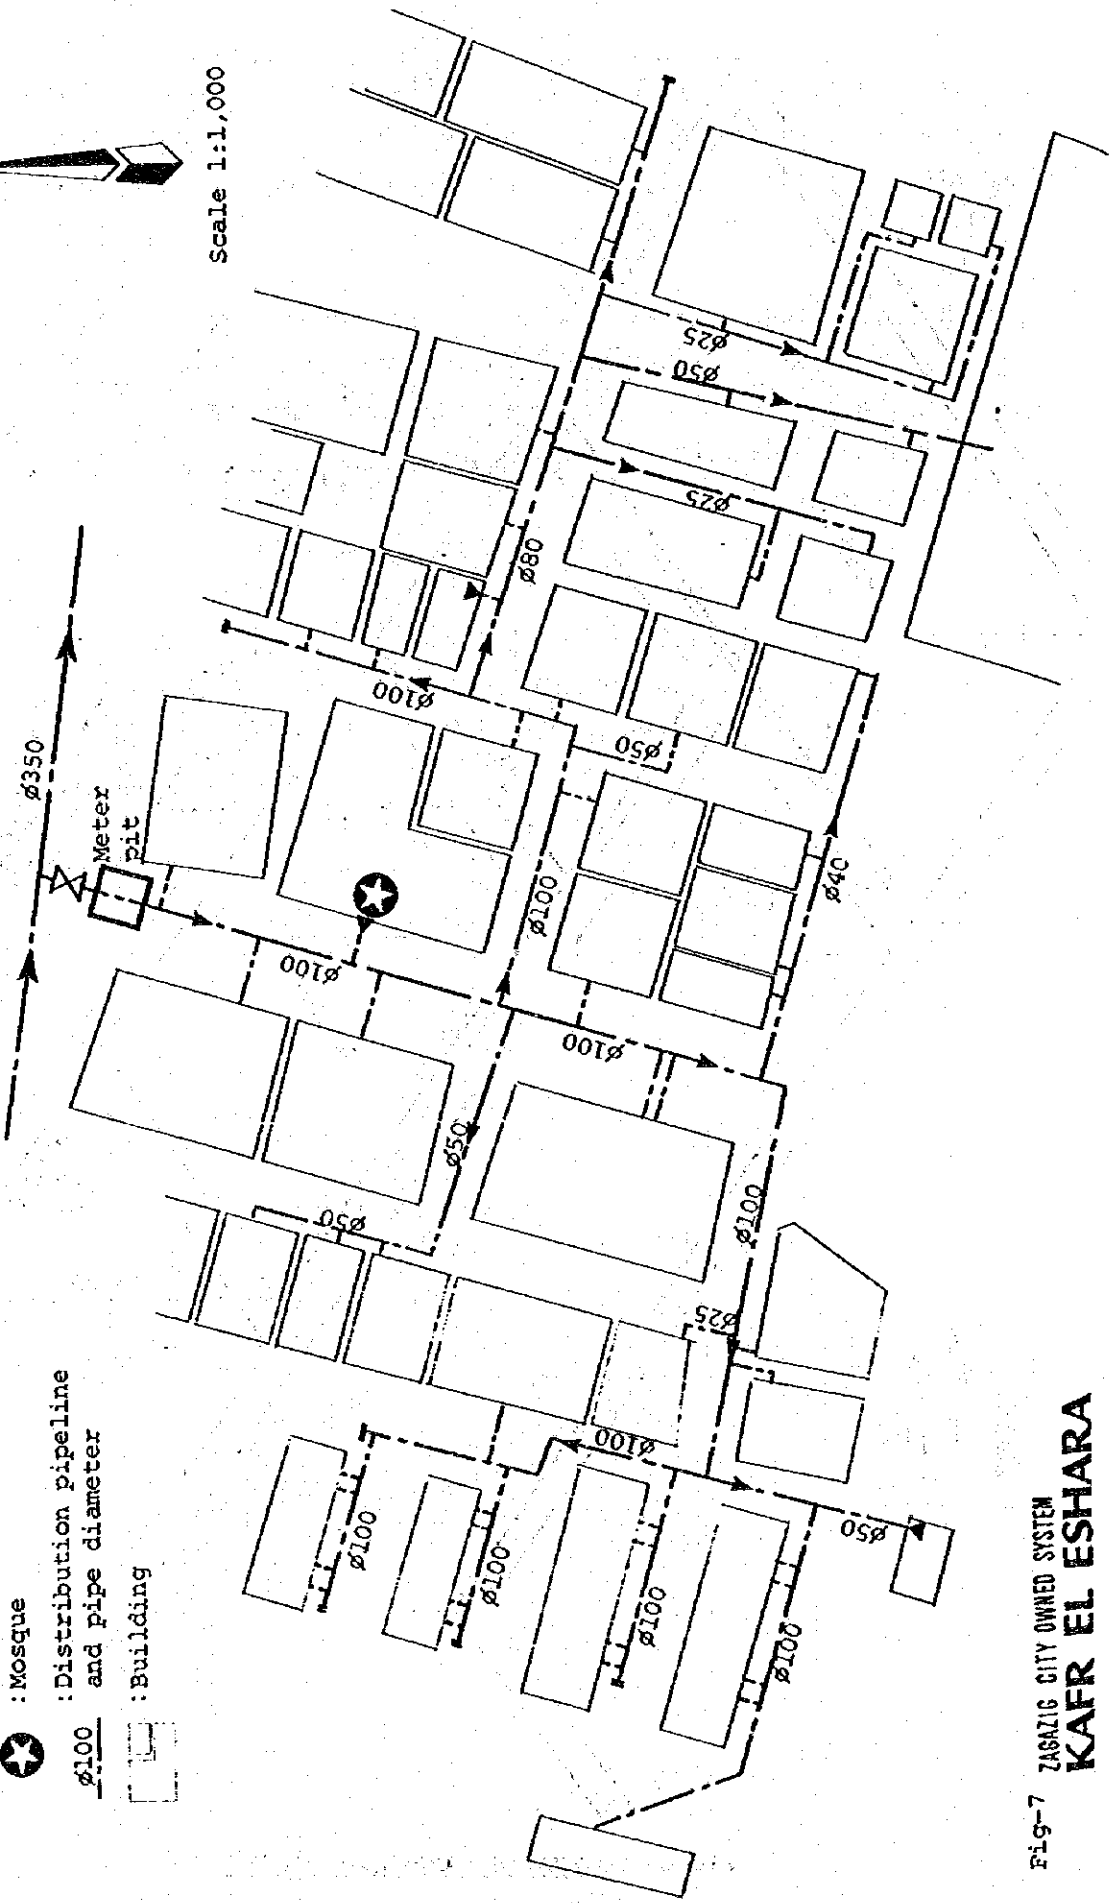 : Mosque
ø100 : Distribution pipeline
and pipe diameter
: Building
Scale 1:1,000
ø350
Meter
pit
ø100
ø100
ø80
ø25
ø50
ø25
ø50
ø100
ø100
ø40
ø50
ø50
ø100
ø25
ø100
ø100
ø100
ø100
ø100
ø50
Fig-7
ZAGAZIG CITY OWNED SYSTEM
KAFR EL ESHARA